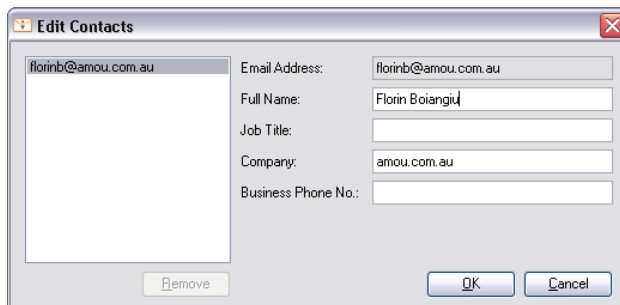 Edit Contacts
florinb@amou.com.au
Email Address: florinb@amou.com.au
Full Name: Florin Boiangiu
Job Title:
Company: amou.com.au
Business Phone No.:
Remove OK Cancel